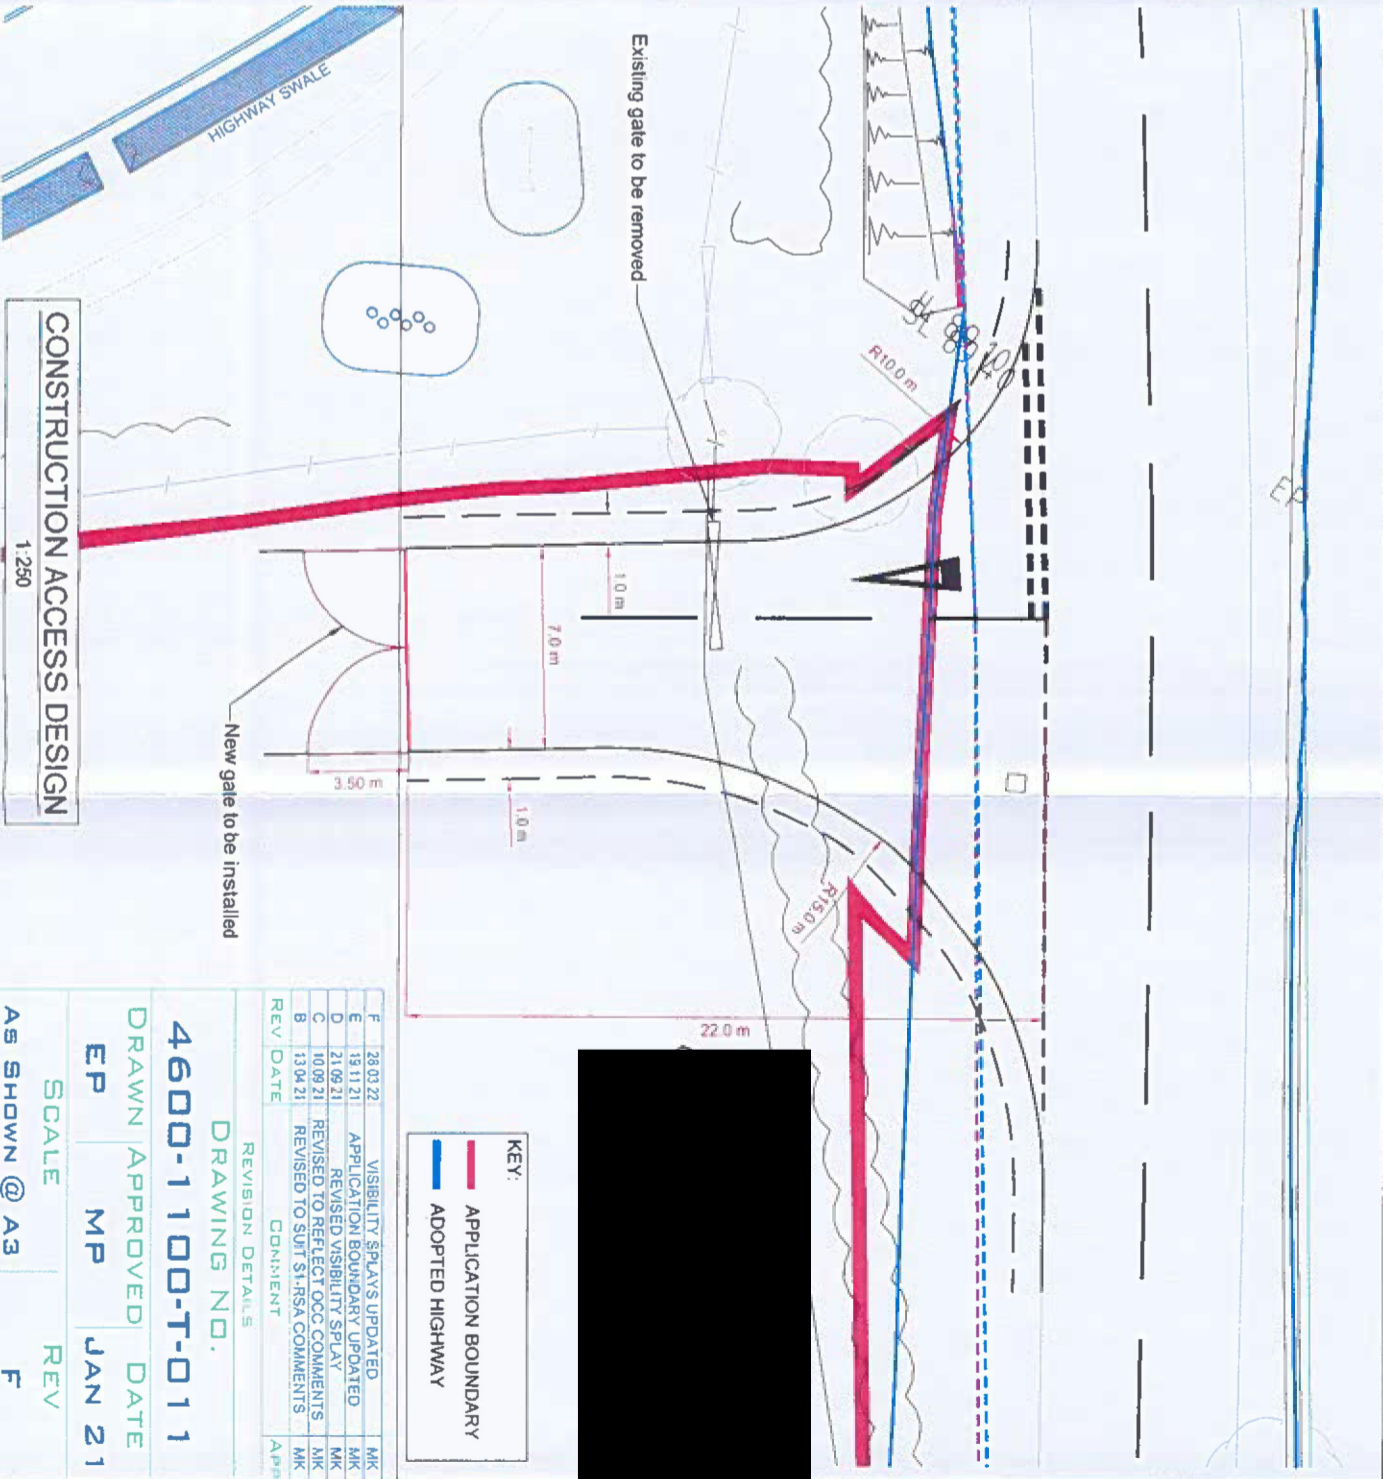 HIGHWAY SWALE
Existing gate to be removed
R10.0 m
EP
1.0 m
7.0 m
3.50 m
1.0 m
R15.0 m
22.0 m
New gate to be installed
CONSTRUCTION ACCESS DESIGN
1:250
KEY:
APPLICATION BOUNDARY
ADOPTED HIGHWAY
F 28.03.22 VISIBILITY SPLAYS UPDATED MK
E 19.11.21 APPLICATION BOUNDARY UPDATED MK
D 21.09.21 REVISED VISIBILITY SPLAY MK
C 10.09.21 REVISED TO REFLECT OCC COMMENTS MK
B 13.04.21 REVISED TO SUIT S1-RSA COMMENTS MK
REV DATE COMMENT APP
REVISION DETAILS
DRAWING NO.
4600-1100-T-011
DRAWN APPROVED DATE
EP MP JAN 21
SCALE REV
AS SHOWN @ A3 F